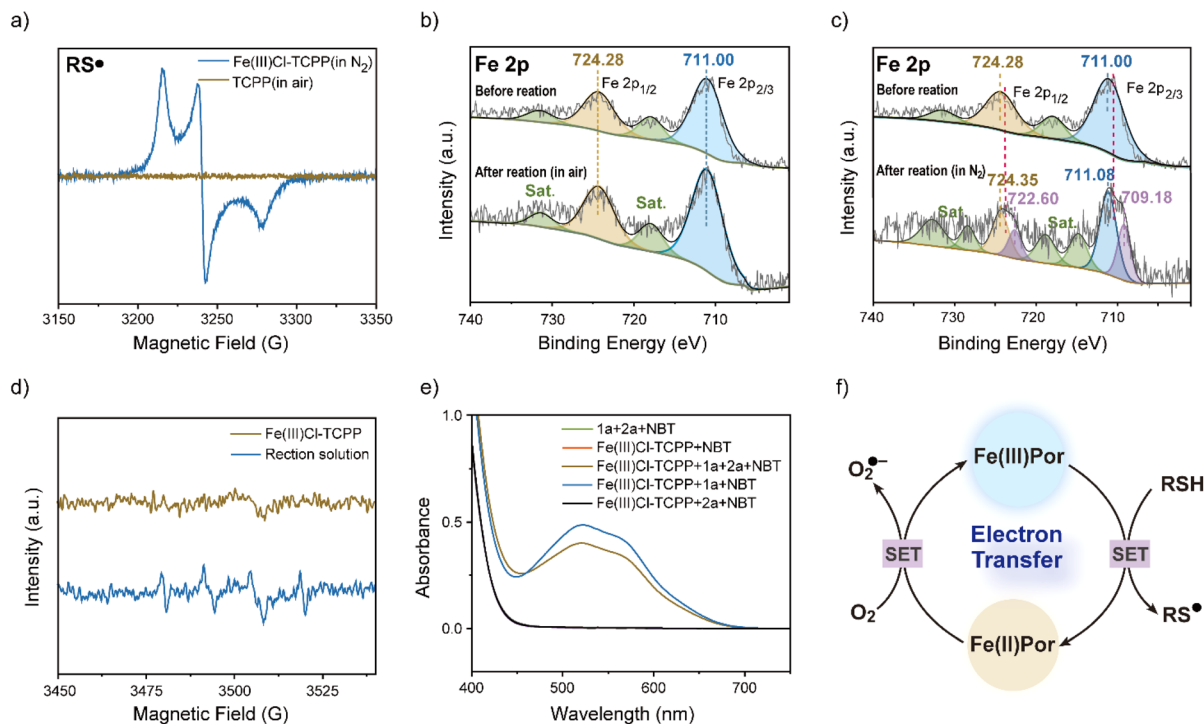 a)
RS●
Fe(III)Cl-TCPP(in N₂)
TCPP(in air)
3150
3200
3250
3300
3350
Magnetic Field (G)
Intensity (a.u.)
b)
Fe 2p
724.28
711.00
Fe 2p₁/₂
Fe 2p₂/₃
Before reation
After reation (in air)
Sat.
Sat.
740
730
720
710
Binding Energy (eV)
Intensity (a.u.)
c)
Fe 2p
724.28
711.00
Fe 2p₁/₂
Fe 2p₂/₃
Before reation
After reation (in N₂)
724.35
711.08
722.60
709.18
Sat.
Sat.
740
730
720
710
Binding Energy (eV)
Intensity (a.u.)
d)
Fe(III)Cl-TCPP
Rection solution
3450
3475
3500
3525
Magnetic Field (G)
Intensity (a.u.)
e)
1a+2a+NBT
Fe(III)Cl-TCPP+NBT
Fe(III)Cl-TCPP+1a+2a+NBT
Fe(III)Cl-TCPP+1a+NBT
Fe(III)Cl-TCPP+2a+NBT
1.0
0.5
0.0
400
500
600
700
Wavelength (nm)
Absorbance
f)
Fe(III)Por
O₂●−
RSH
Electron
Transfer
SET
SET
O₂
RS●
Fe(II)Por